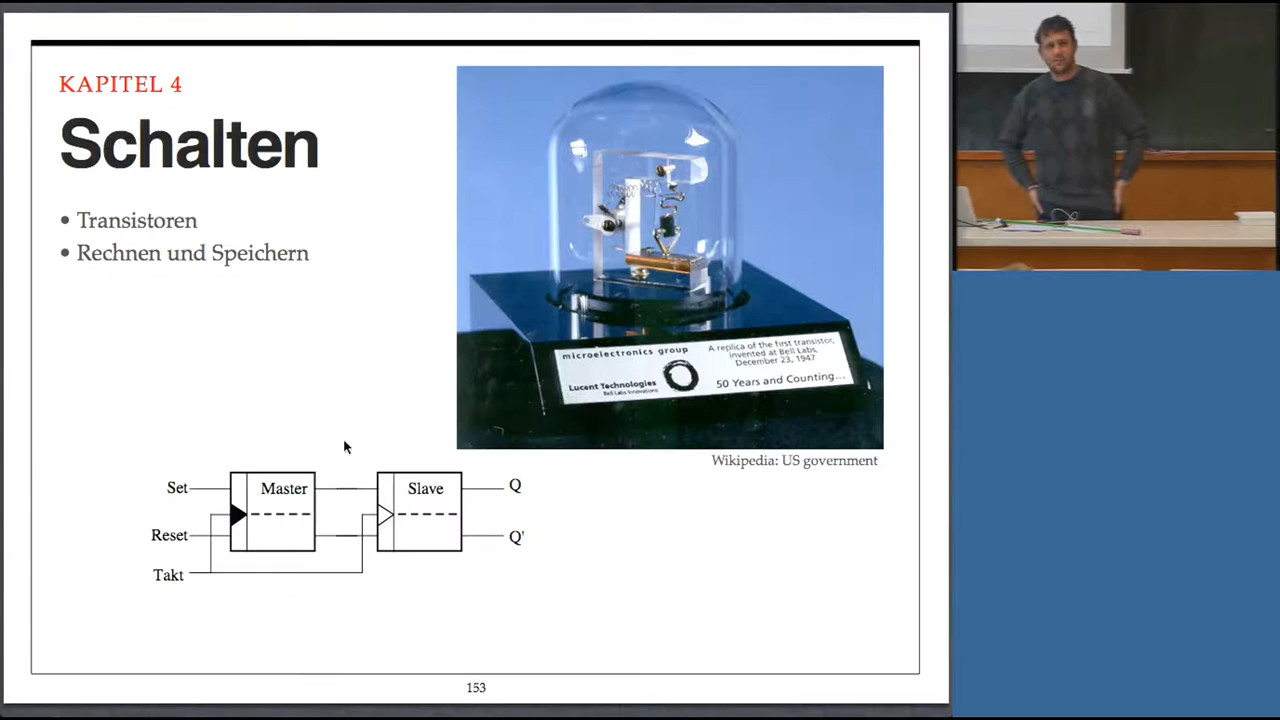 KAPITEL 4
Schalten
• Transistoren
• Rechnen und Speichern
microelectronics group
Lucent Technologies
Bell Labs Innovations
A replica of the first transistor,
invented at Bell Labs,
December 23, 1947
50 Years and Counting...
Wikipedia: US government
Set
Master
Slave
Q
Reset
Q'
Takt
153